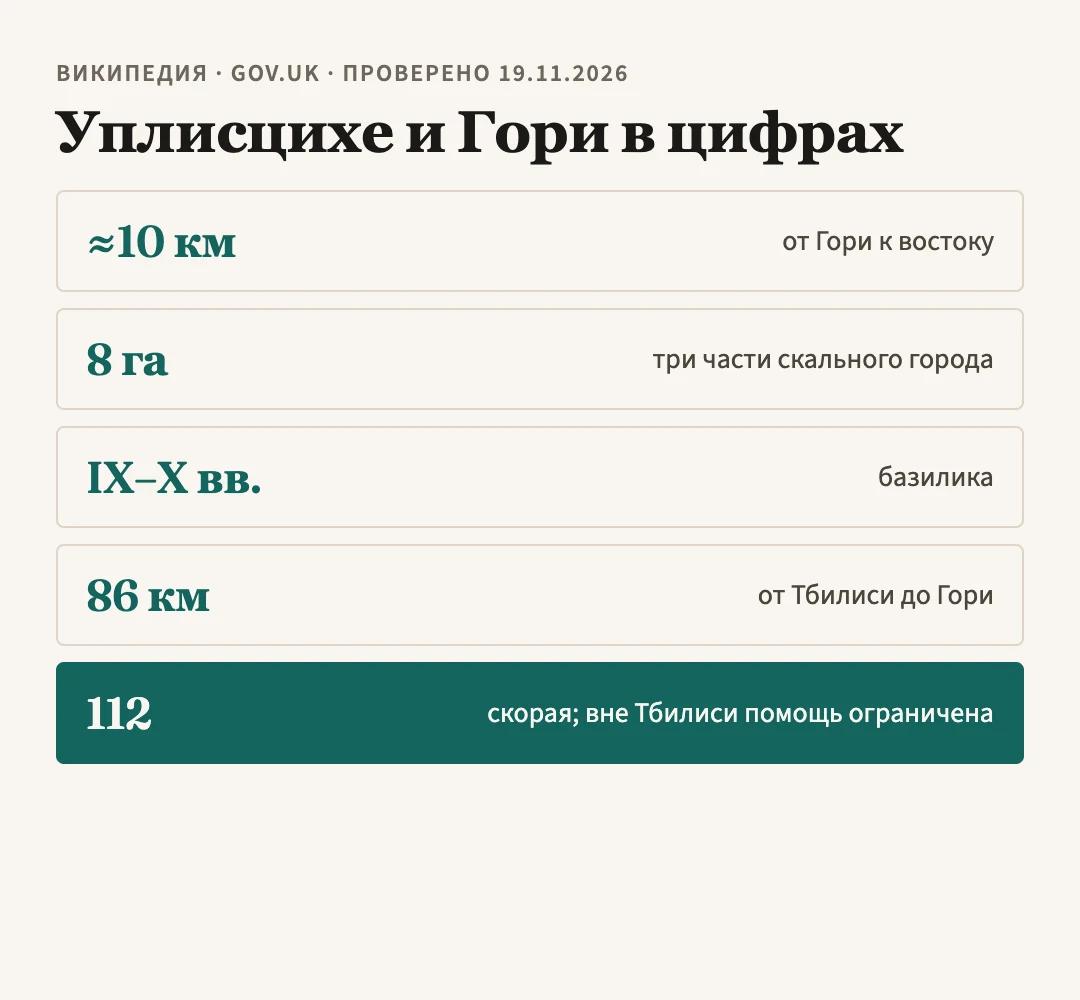 ВИКИПЕДИЯ · GOV.UK · ПРОВЕРЕНО 19.11.2026
Уплисцихе и Гори в цифрах
≈10 км от Гори к востоку
8 га три части скального города
IX–X вв. базилика
86 км от Тбилиси до Гори
112 скорая; вне Тбилиси помощь ограничена